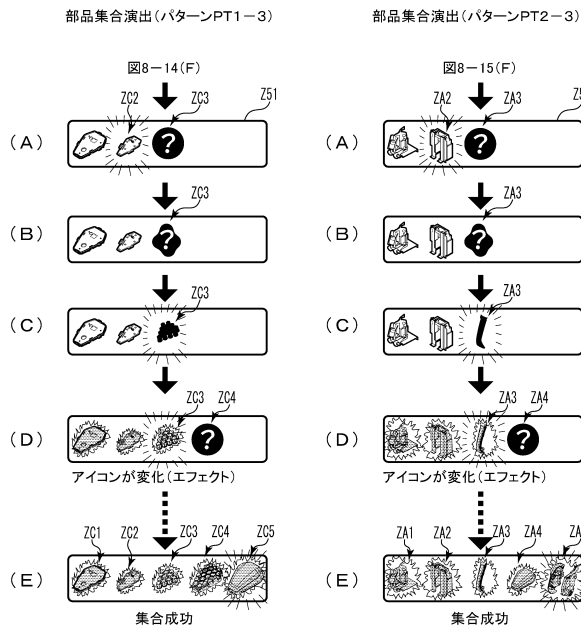 部品集合演出(パターンPT1-3)
図8-14(F)
ZC2 ZC3 Z51
(A) ?
ZC3
(B) ?
ZC3
(C)
ZC3 ZC4
(D) ?
アイコンが変化(エフェクト)
ZC1 ZC2 ZC3 ZC4 ZC5
(E)
集合成功
部品集合演出(パターンPT2-3)
図8-15(F)
ZA2 ZA3
(A) ?
ZA3
(B) ?
ZA3
(C)
ZA3 ZA4
(D) ?
アイコンが変化(エフェクト)
ZA1 ZA2 ZA3 ZA4
(E)
集合成功